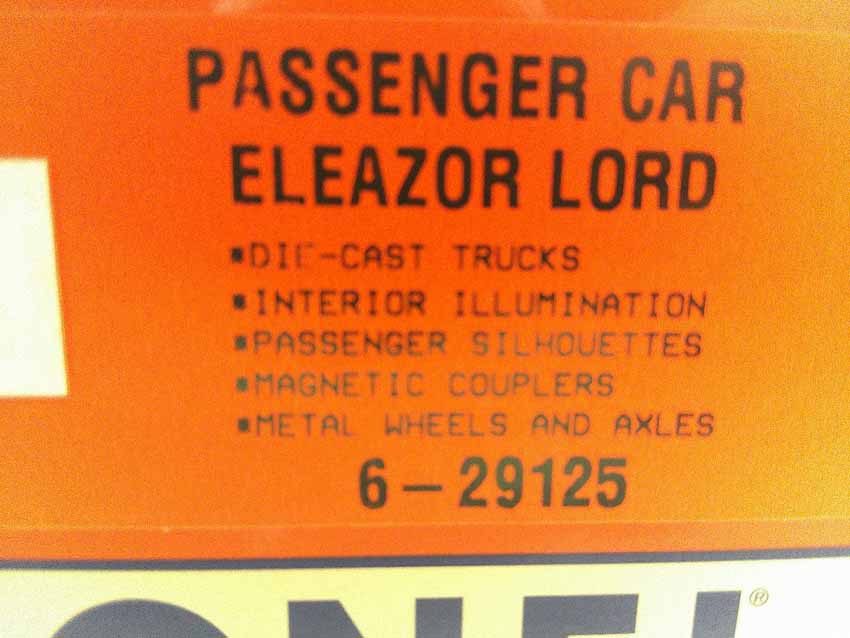 PASSENGER CAR
ELEAZOR LORD
▪DIE-CAST TRUCKS
▪INTERIOR ILLUMINATION
▪PASSENGER SILHOUETTES
▪MAGNETIC COUPLERS
▪METAL WHEELS AND AXLES
6-29125